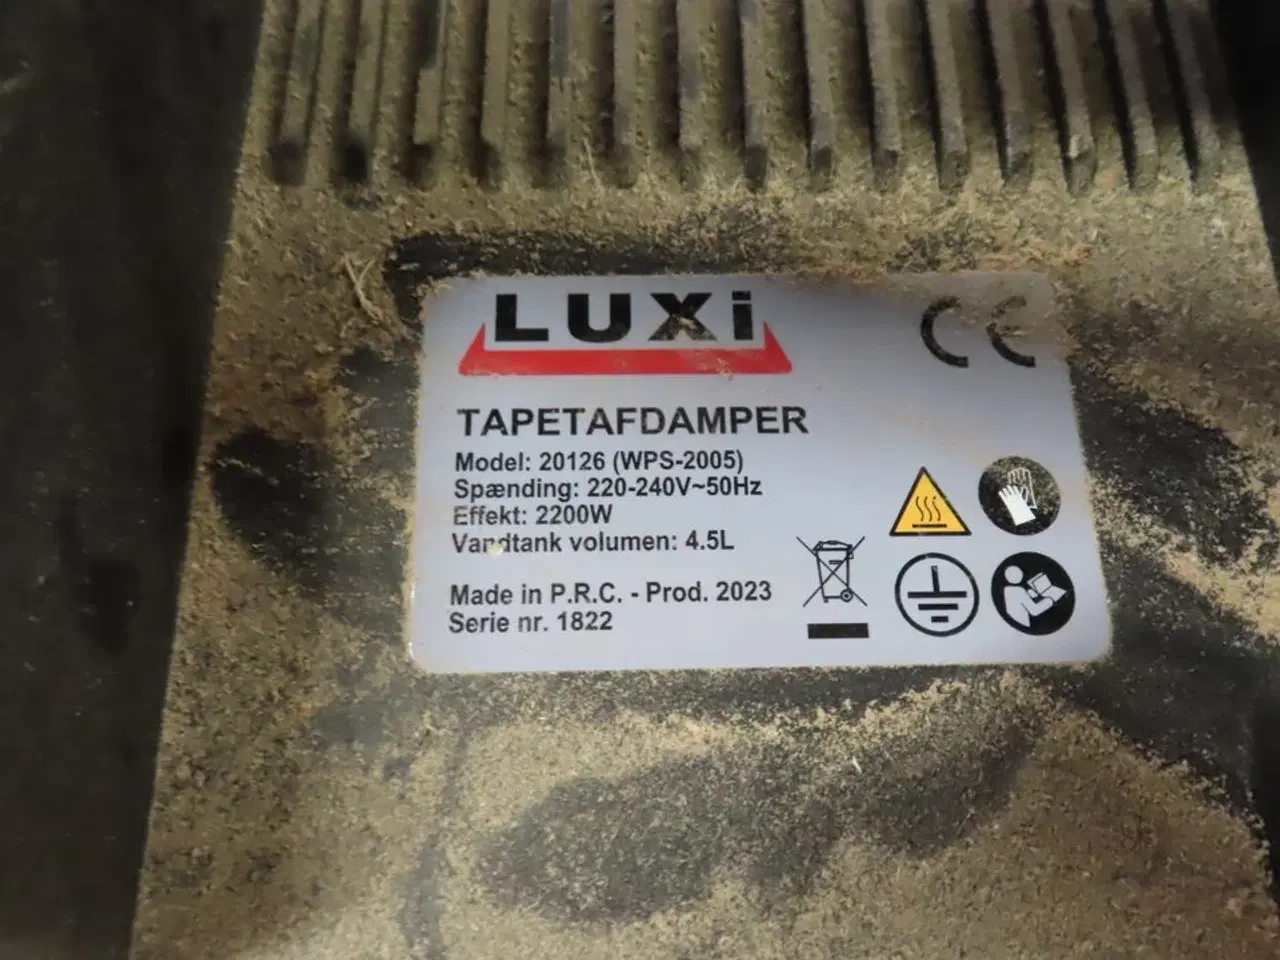 LUXi
CE
TAPETAFDAMPER
Model: 20126 (WPS-2005)
Spænding: 220-240V~50Hz
Effekt: 2200W
Vandtank volumen: 4.5L
Made in P.R.C. - Prod. 2023
Serie nr. 1822